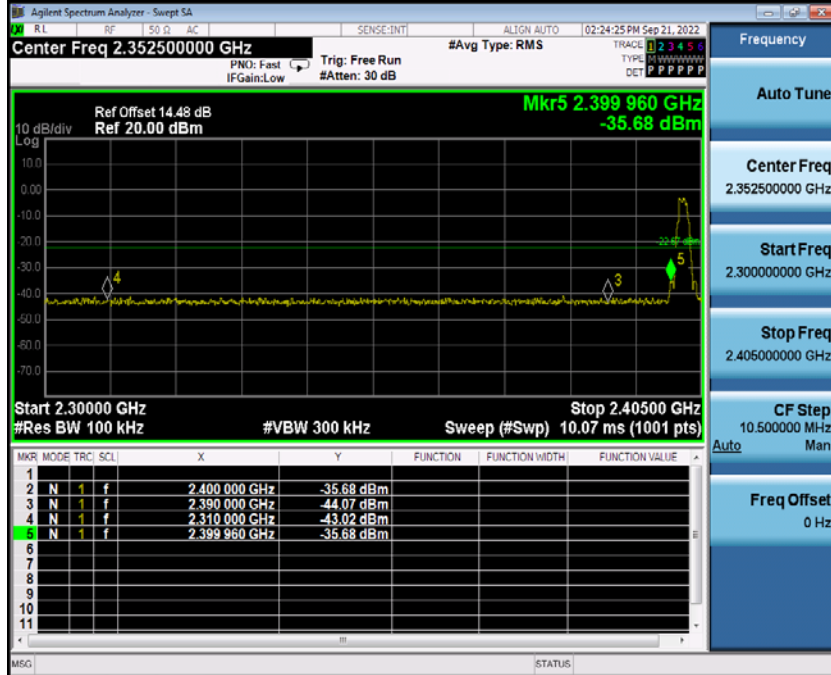 Agilent Spectrum Analyzer - Swept SA
RL RF 50 Ω AC SENSE:INT ALIGN AUTO 02:24:25 PM Sep 21, 2022
Center Freq 2.352500000 GHz #Avg Type: RMS TRACE 1 2 3 4 5 6
PNO: Fast Trig: Free Run TYPE M WWWWW
IFGain:Low #Atten: 30 dB DET P P P P P P
Ref Offset 14.48 dB Mkr5 2.399 960 GHz
10 dB/div Ref 20.00 dBm -35.68 dBm
Log
10.0
0.00
-10.0
-20.0 -22.67 dBm
5
-30.0
4 3
-40.0
-50.0
-60.0
-70.0
Start 2.30000 GHz Stop 2.40500 GHz
#Res BW 100 kHz #VBW 300 kHz Sweep (#Swp) 10.07 ms (1001 pts)
MKR MODE TRC SCL X Y FUNCTION FUNCTION WIDTH FUNCTION VALUE
1
2 N 1 f 2.400 000 GHz -35.68 dBm
3 N 1 f 2.390 000 GHz -44.07 dBm
4 N 1 f 2.310 000 GHz -43.02 dBm
5 N 1 f 2.399 960 GHz -35.68 dBm
6
7
8
9
10
11
MSG STATUS
Frequency
Auto Tune
Center Freq
2.352500000 GHz
Start Freq
2.300000000 GHz
Stop Freq
2.405000000 GHz
CF Step
10.500000 MHz
Auto Man
Freq Offset
0 Hz